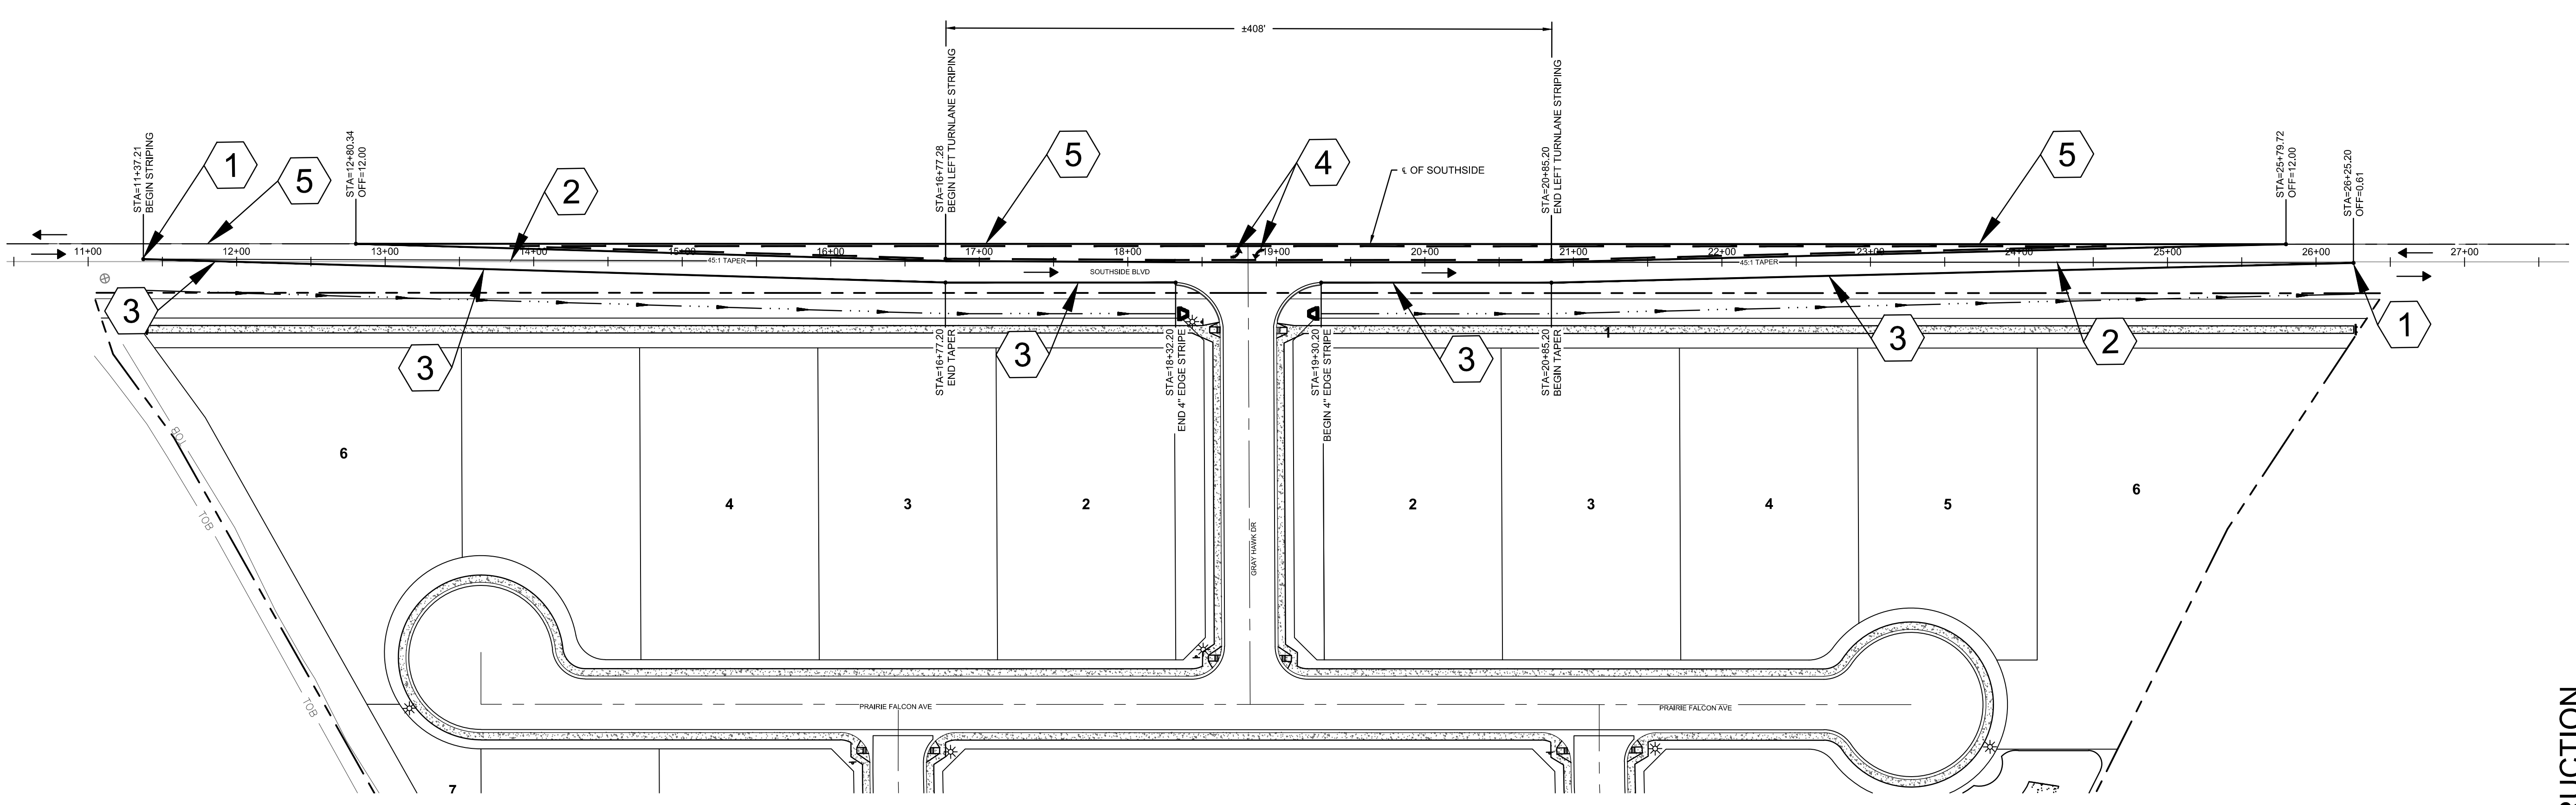 ±408'
STA=11+37.21
BEGIN STRIPING
1
5
STA=12+80.34
OFF=12.00
2
STA=16+77.28
BEGIN LEFT TURNLANE STRIPING
5
4
℄ OF SOUTHSIDE
STA=20+85.20
END LEFT TURNLANE STRIPING
5
STA=25+79.72
OFF=12.00
STA=26+25.20
OFF=0.61
11+00
12+00
13+00
14+00
15+00
16+00
17+00
18+00
19+00
20+00
21+00
22+00
23+00
24+00
25+00
26+00
27+00
45:1 TAPER
SOUTHSIDE BLVD
45:1 TAPER
3
3
STA=16+77.20
END TAPER
3
STA=18+32.20
END 4" EDGE STRIPE
STA=19+30.20
BEGIN 4" EDGE STRIPE
3
STA=20+85.20
BEGIN TAPER
1
3
2
1
TOB
TOB
TOB
6
4
3
2
GRAY HAWK DR
2
3
4
5
6
PRAIRIE FALCON AVE
PRAIRIE FALCON AVE
7
UCTION